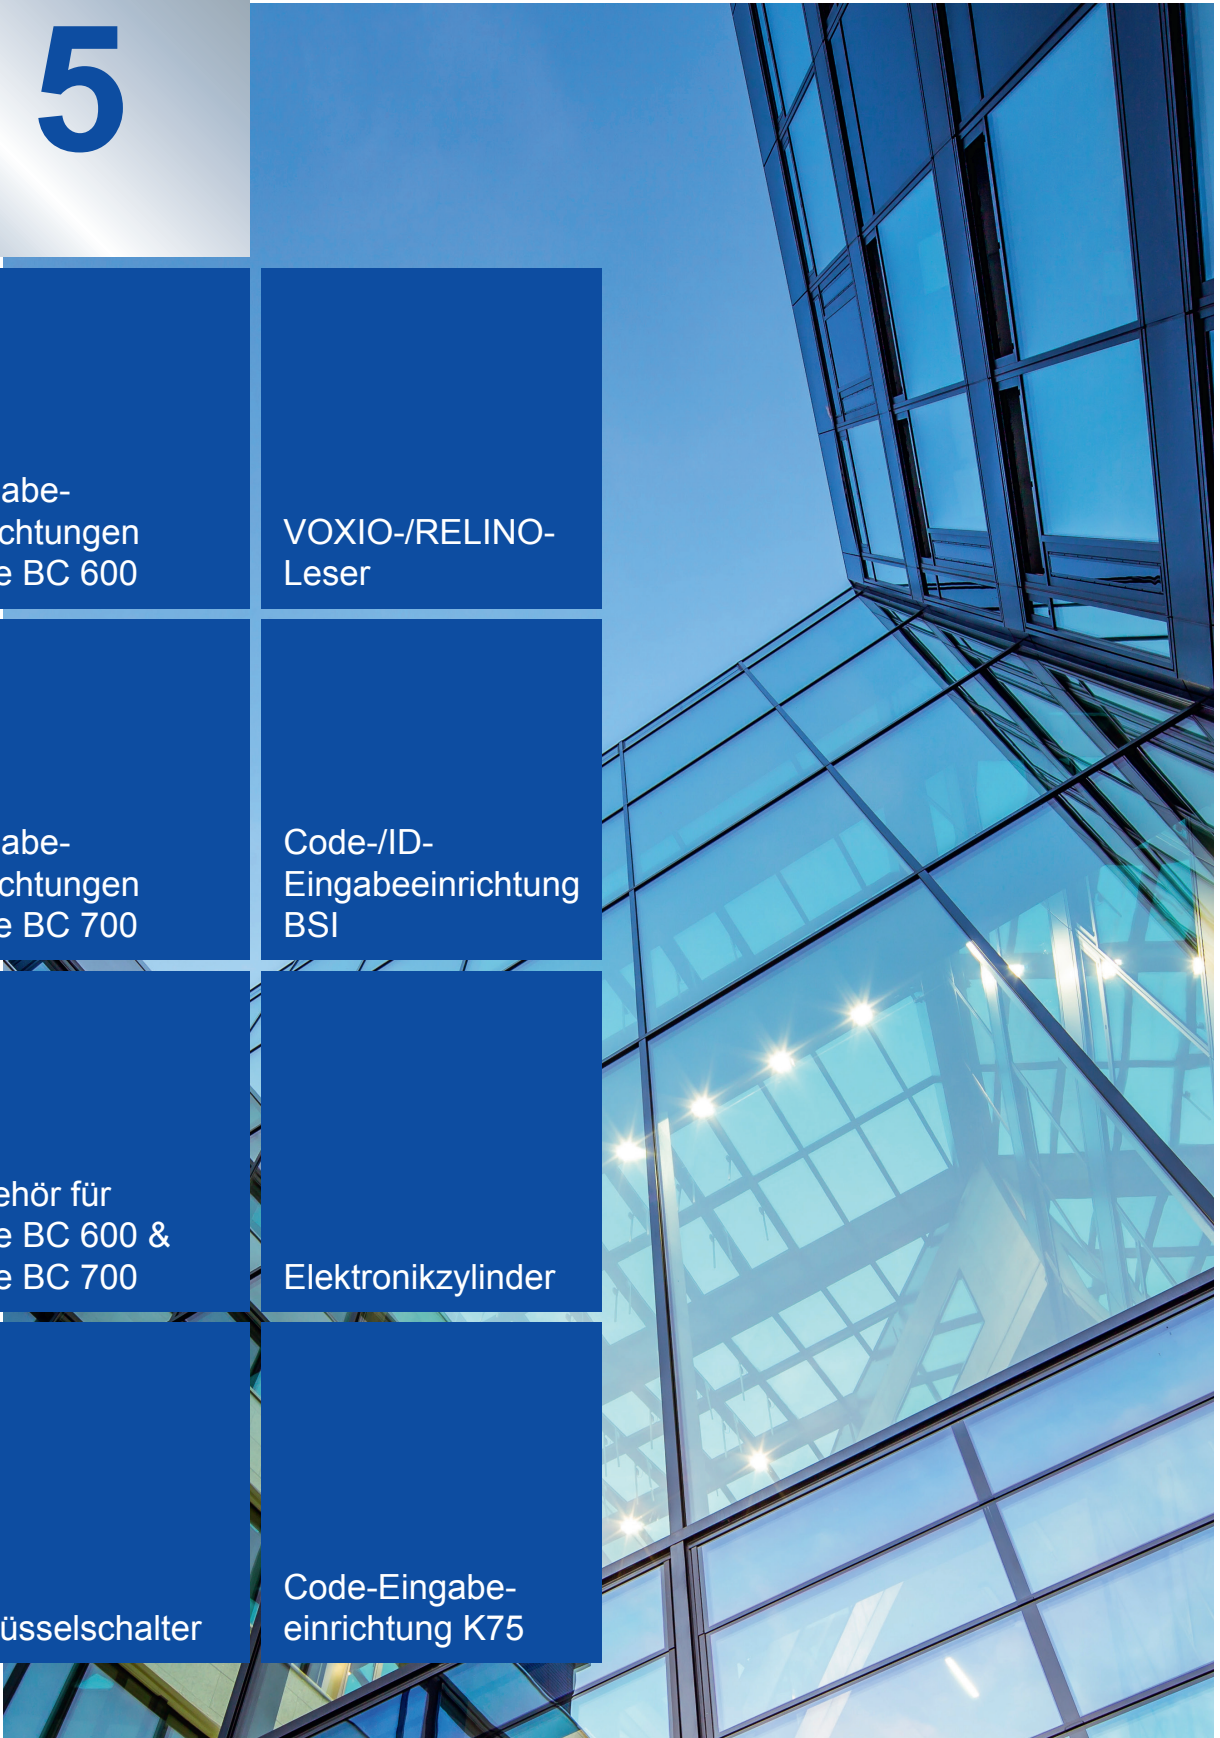 5
abe-
chtungen
e BC 600
VOXIO-/RELINO-
Leser
abe-
chtungen
e BC 700
Code-/ID-
Eingabeeinrichtung
BSI
ehör für
e BC 600 &
e BC 700
Elektronikzylinder
üsselschalter
Code-Eingabe-
einrichtung K75